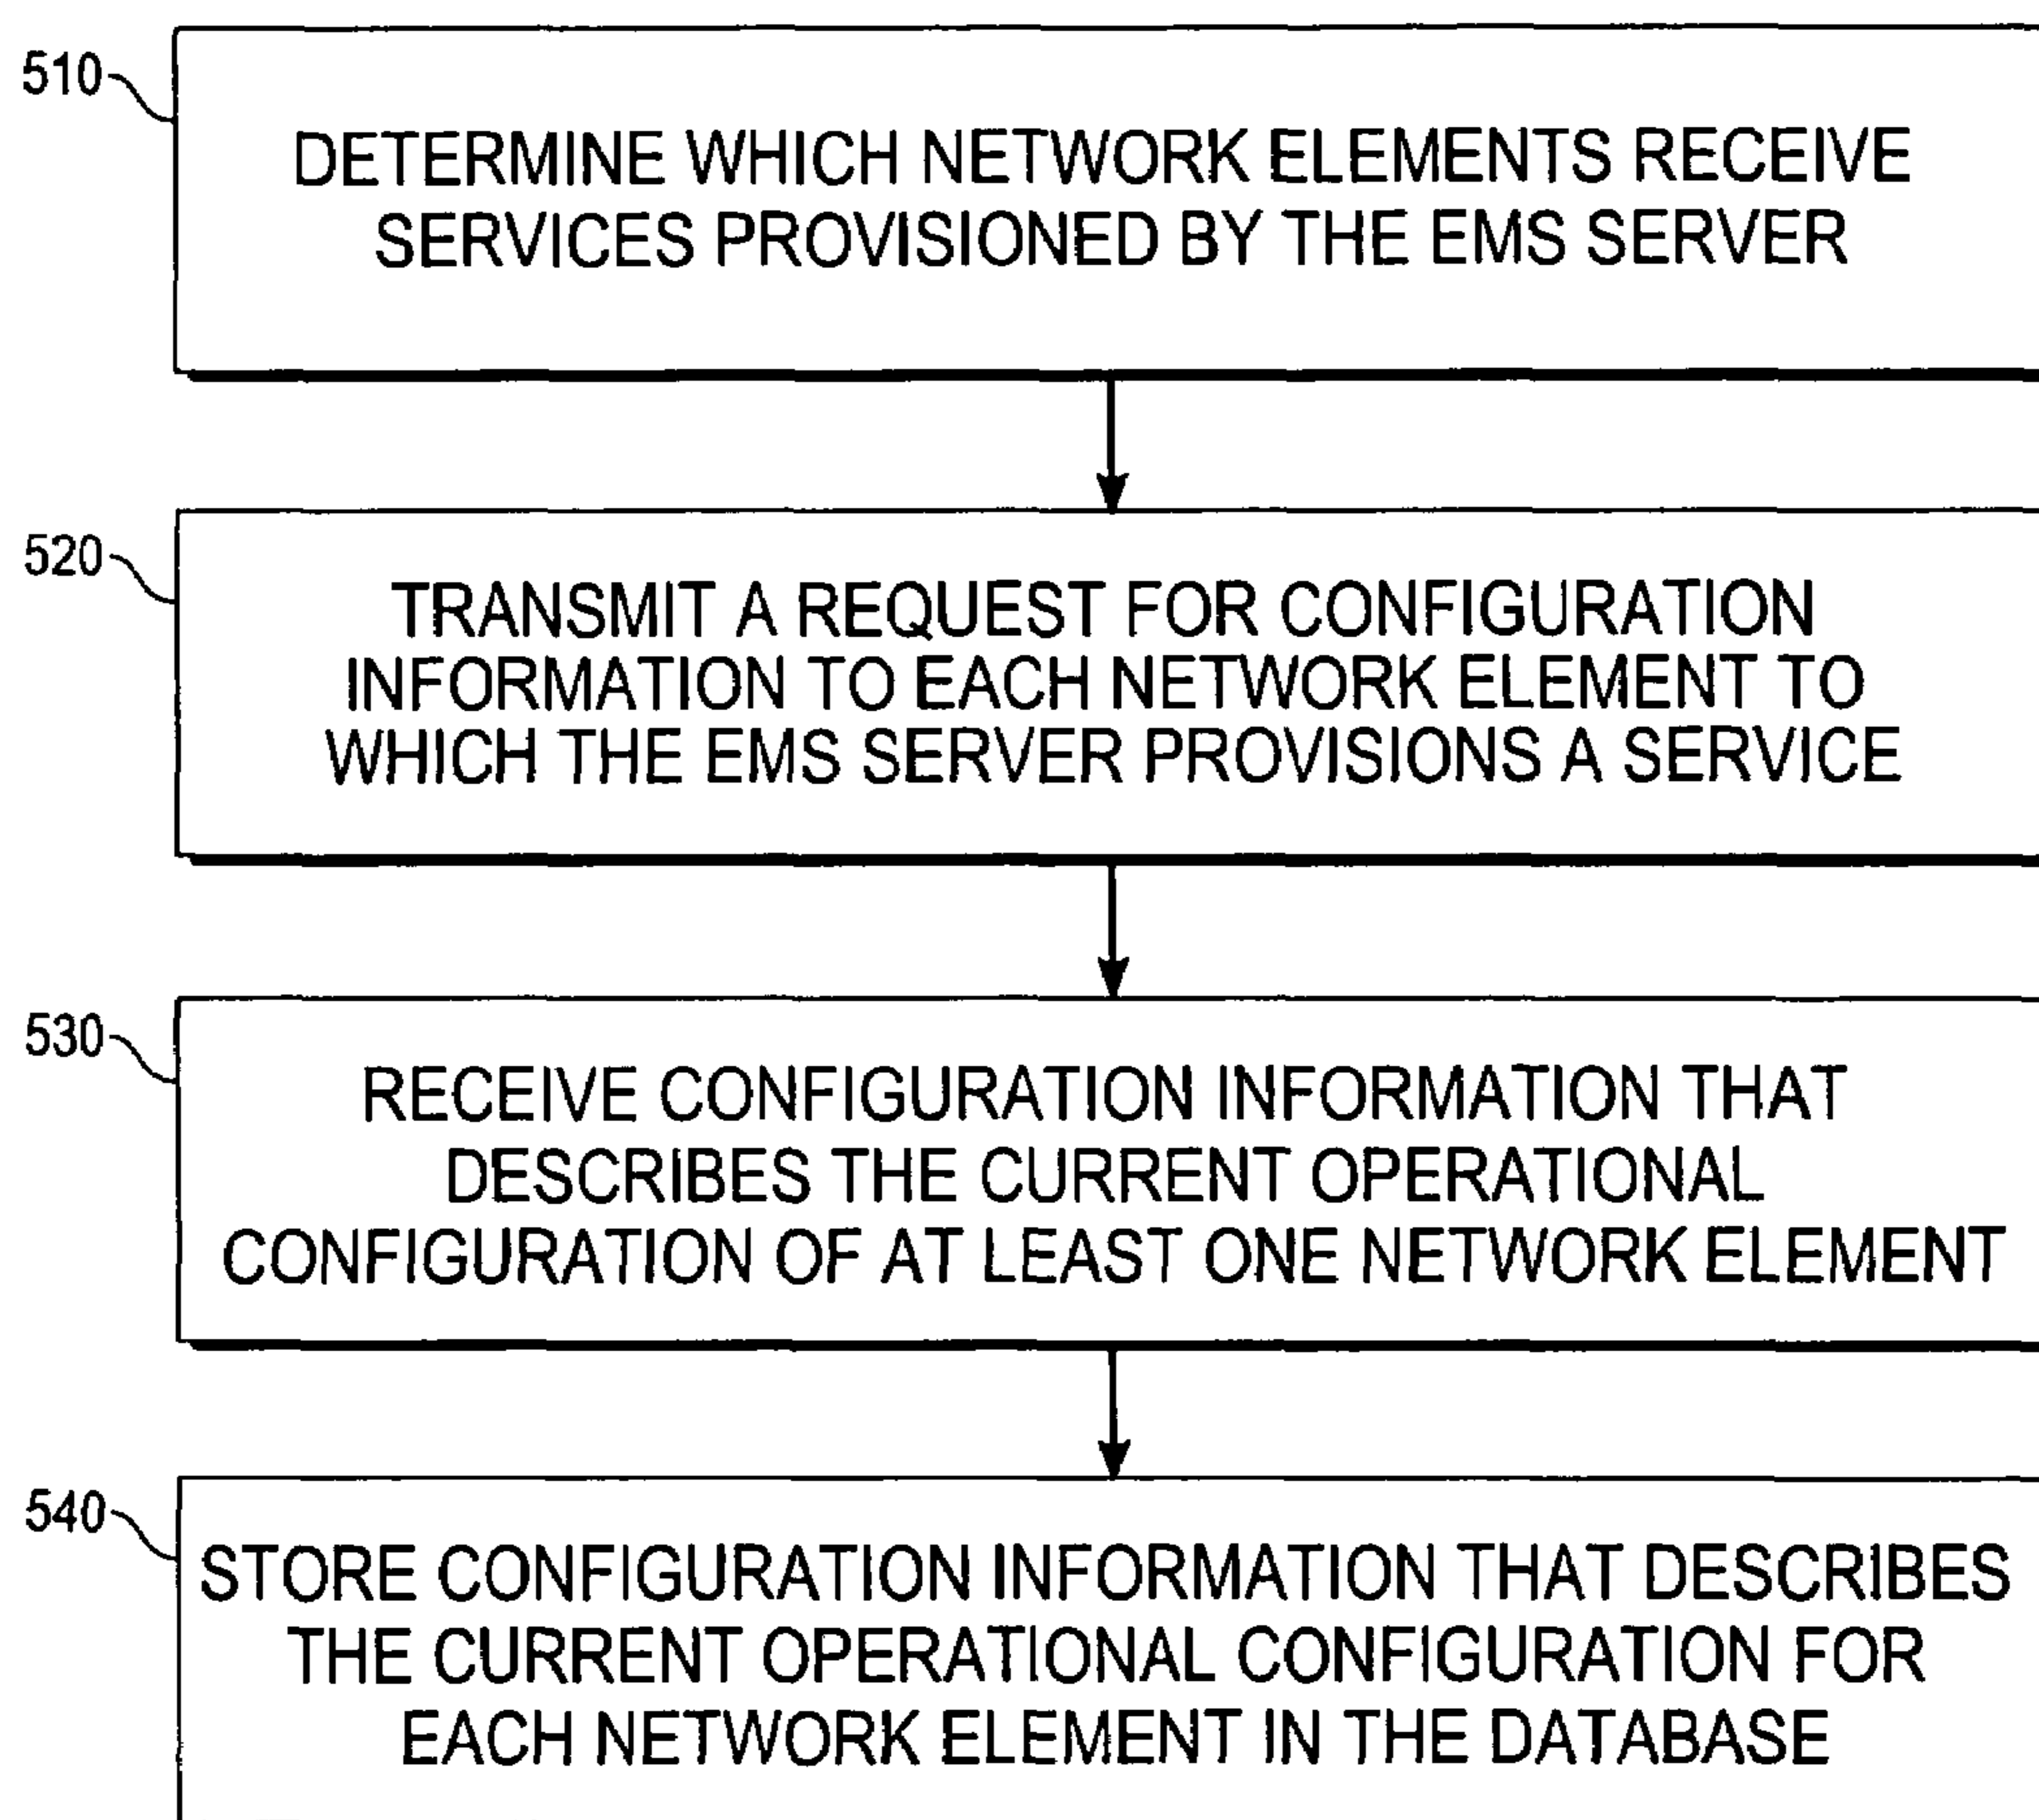 510
DETERMINE WHICH NETWORK ELEMENTS RECEIVE
SERVICES PROVISIONED BY THE EMS SERVER
520
TRANSMIT A REQUEST FOR CONFIGURATION
INFORMATION TO EACH NETWORK ELEMENT TO
WHICH THE EMS SERVER PROVISIONS A SERVICE
530
RECEIVE CONFIGURATION INFORMATION THAT
DESCRIBES THE CURRENT OPERATIONAL
CONFIGURATION OF AT LEAST ONE NETWORK ELEMENT
540
STORE CONFIGURATION INFORMATION THAT DESCRIBES
THE CURRENT OPERATIONAL CONFIGURATION FOR
EACH NETWORK ELEMENT IN THE DATABASE